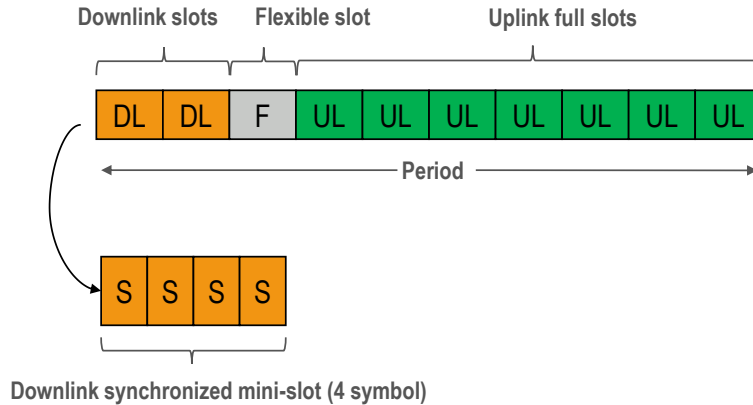 Downlink slots Flexible slot Uplink full slots
DL DL F UL UL UL UL UL UL UL
Period
S S S S
Downlink synchronized mini-slot (4 symbol)